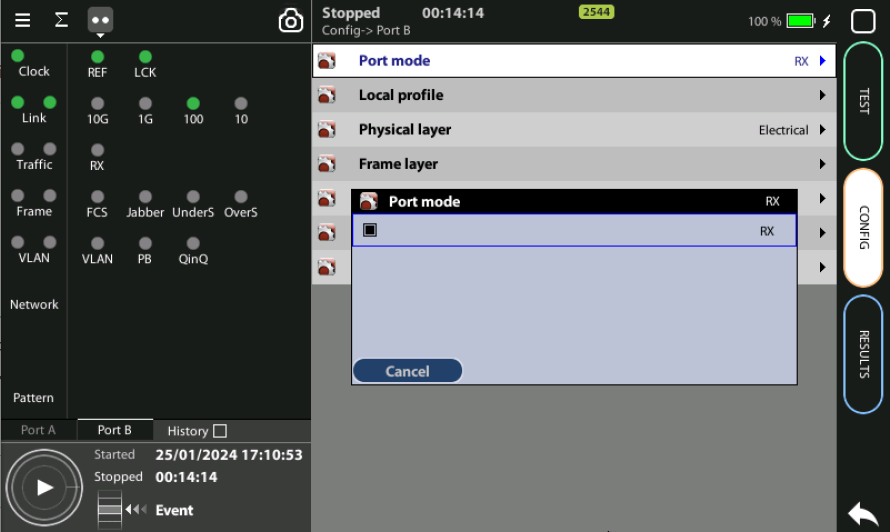 Stopped 00:14:14 2544
Config-> Port B
100 %
Clock REF LCK
Link 10G 1G 100 10
Traffic RX
Frame FCS Jabber UnderS OverS
VLAN VLAN PB QinQ
Network
Pattern
Port A Port B History
Started 25/01/2024 17:10:53
Stopped 00:14:14
Event
Port mode RX
Local profile
Physical layer Electrical
Frame layer
Port mode RX
RX
Cancel
TEST
CONFIG
RESULTS